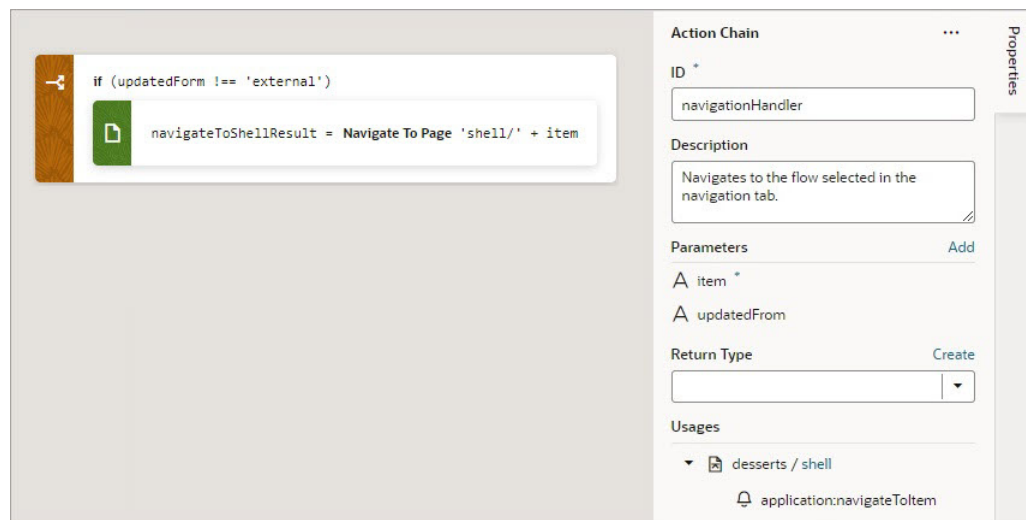 if (updatedForm !== 'external')
navigateToShellResult = Navigate To Page 'shell/' + item
Action Chain
...
Properties
ID *
navigationHandler
Description
Navigates to the flow selected in the
navigation tab.
Parameters Add
A item *
A updatedFrom
Return Type Create
Usages
desserts / shell
application:navigateToItem